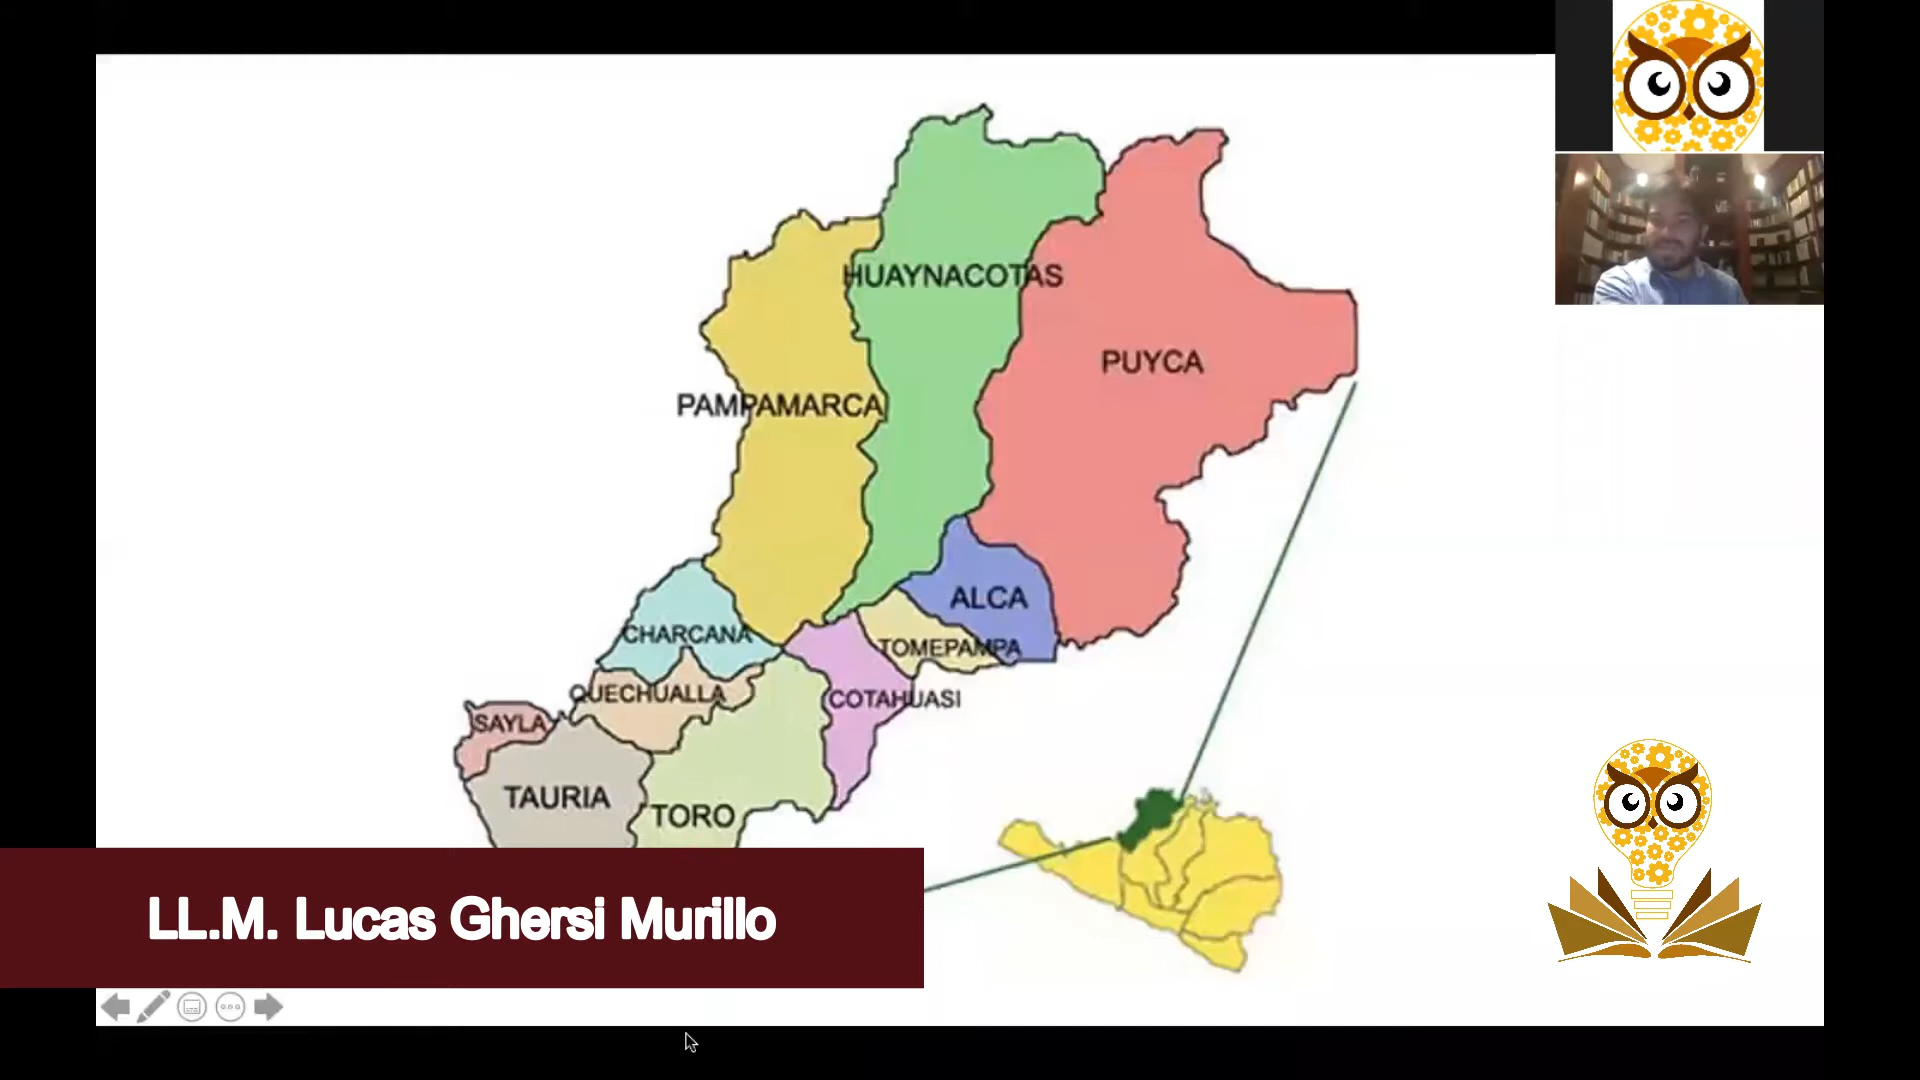 HUAYNACOTAS
PUYCA
PAMPAMARCA
ALCA
CHARCANA
TOMEPAMPA
QUECHUALLA
COTAHUASI
SAYLA
TAURIA
TORO
LL.M. Lucas Ghersi Murillo